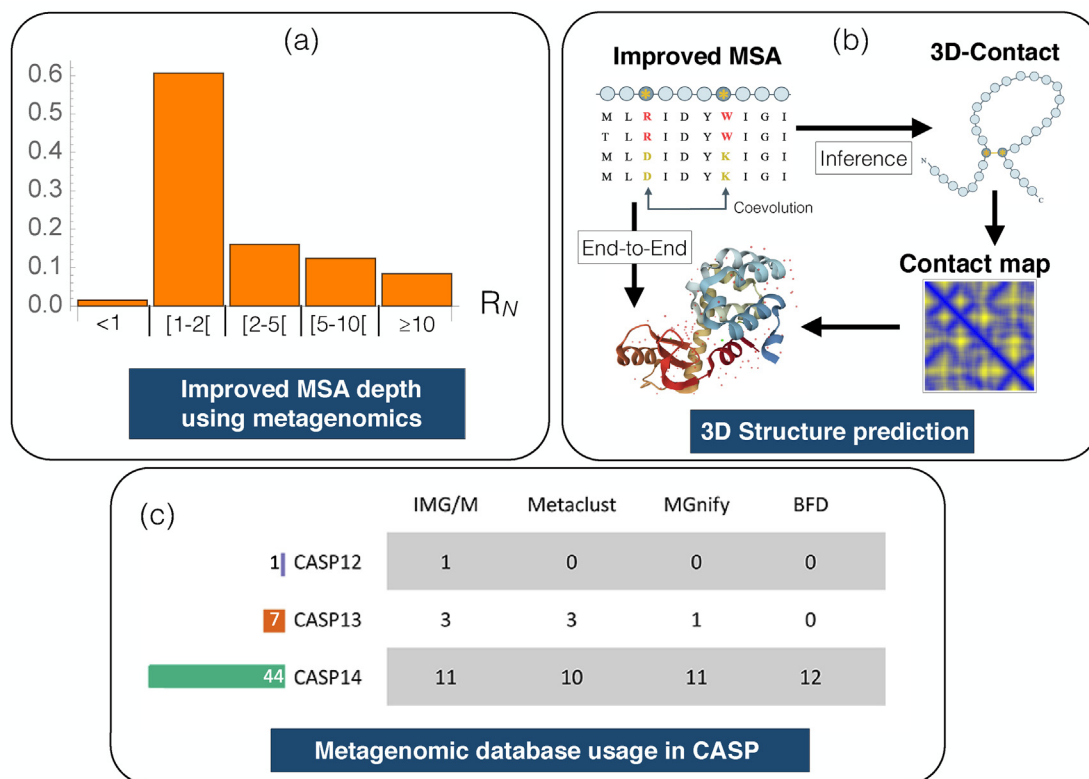 (a)
0.6
0.5
0.4
0.3
0.2
0.1
0.0
<1
[1-2[
[2-5[
[5-10[
≥10
R_N
Improved MSA depth
using metagenomics
(b)
Improved MSA
3D-Contact
M L R I D Y W I G I
T L R I D Y W I G I
M L D I D Y K I G I
M L D I D Y K I G I
Coevolution
Inference
N
C
End-to-End
Contact map
3D Structure prediction
(c)
IMG/M Metaclust MGnify BFD
1 CASP12 1 0 0 0
7 CASP13 3 3 1 0
44 CASP14 11 10 11 12
Metagenomic database usage in CASP